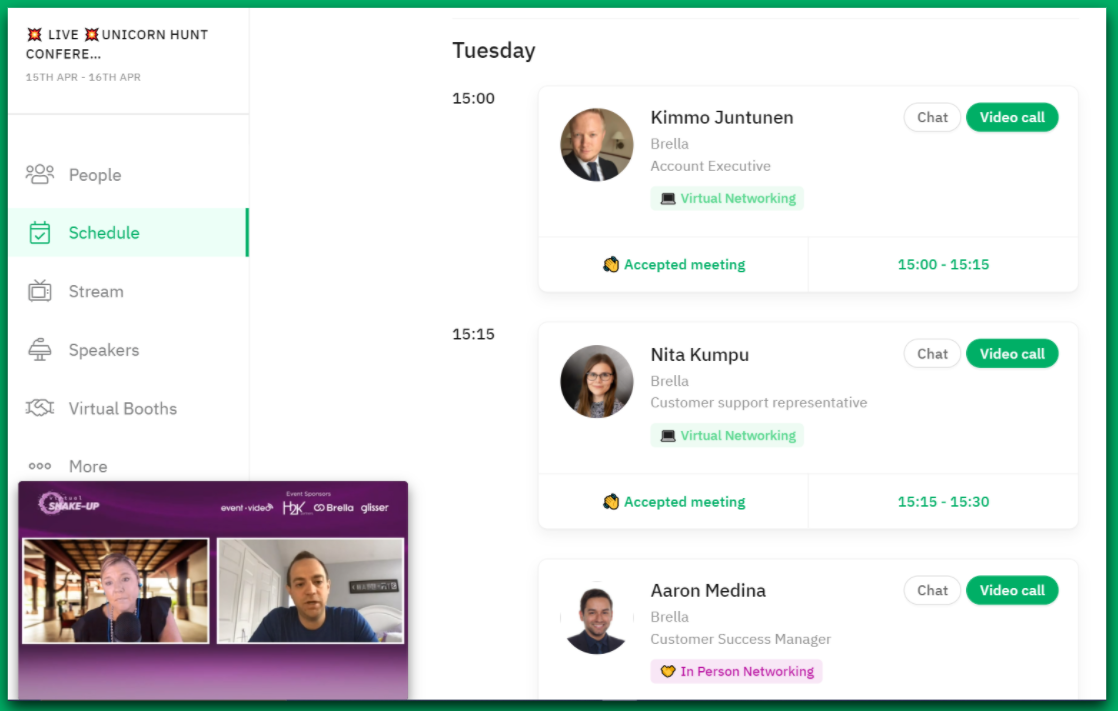 💥 LIVE 💥UNICORN HUNT
CONFERE...
15TH APR - 16TH APR
People
Schedule
Stream
Speakers
Virtual Booths
More
Tuesday
15:00
Kimmo Juntunen
Chat
Video call
Brella
Account Executive
💻 Virtual Networking
👏 Accepted meeting
15:00 - 15:15
15:15
Nita Kumpu
Chat
Video call
Brella
Customer support representative
💻 Virtual Networking
👏 Accepted meeting
15:15 - 15:30
Aaron Medina
Chat
Video call
Brella
Customer Success Manager
🤝 In Person Networking
SHAKE-UP
Event Sponsors
event·video
H2K
Brella
glisser